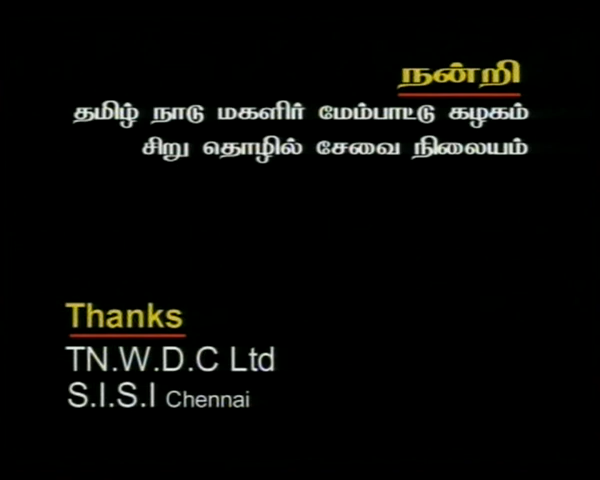 நன்றி
தமிழ் நாடு மகளிர் மேம்பாட்டு கழகம்
சிறு தொழில் சேவை நிலையம்
Thanks
TN.W.D.C Ltd
S.I.S.I Chennai